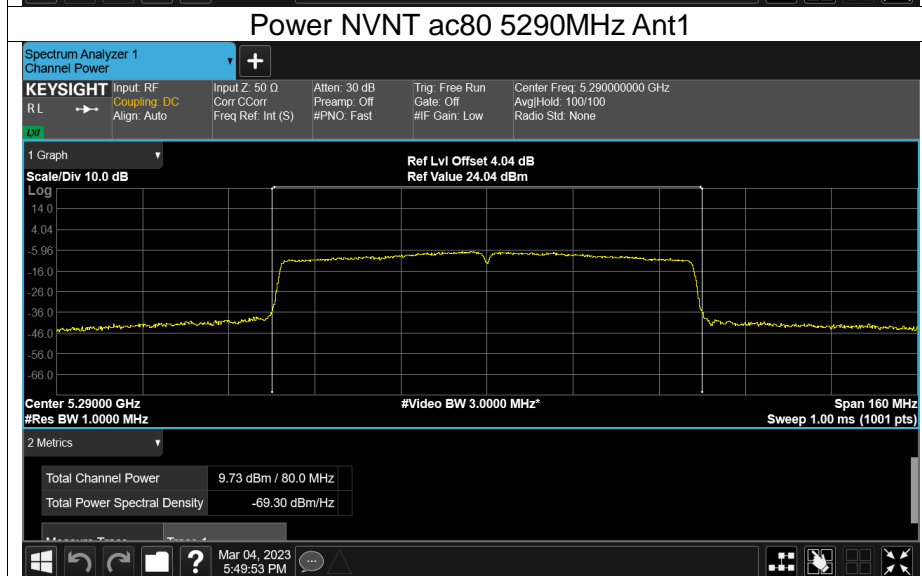 Power NVNT ac80 5290MHz Ant1
Spectrum Analyzer 1
Channel Power
▼
+
KEYSIGHT
R L
LXI
Input: RF
Coupling: DC
Align: Auto
Input Z: 50 Ω
Corr CCorr
Freq Ref: Int (S)
Atten: 30 dB
Preamp: Off
#PNO: Fast
Trig: Free Run
Gate: Off
#IF Gain: Low
Center Freq: 5.290000000 GHz
Avg|Hold: 100/100
Radio Std: None
1 Graph ▼
Scale/Div 10.0 dB
Ref Lvl Offset 4.04 dB
Ref Value 24.04 dBm
Log
14.0
4.04
-5.96
-16.0
-26.0
-36.0
-46.0
-56.0
-66.0
Center 5.29000 GHz
#Video BW 3.0000 MHz*
Span 160 MHz
#Res BW 1.0000 MHz
Sweep 1.00 ms (1001 pts)
2 Metrics ▼
Total Channel Power 9.73 dBm / 80.0 MHz
Total Power Spectral Density -69.30 dBm/Hz
?
Mar 04, 2023
5:49:53 PM